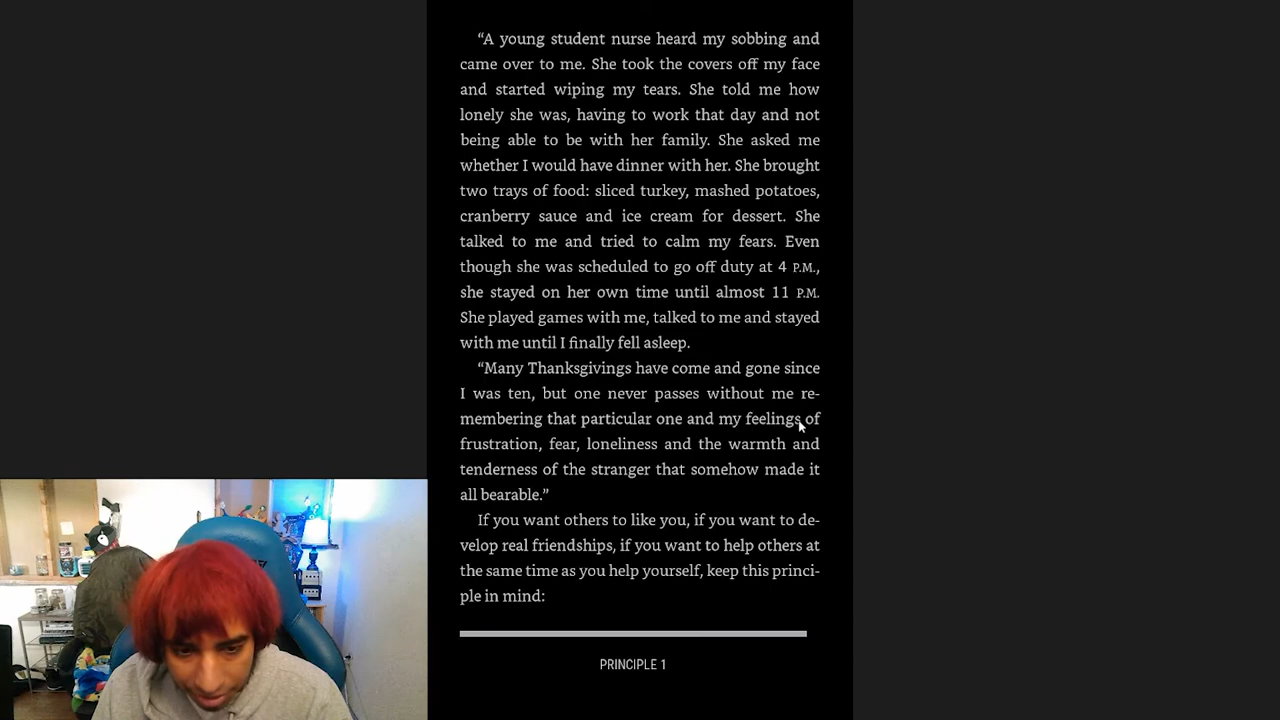 “A young student nurse heard my sobbing and
came over to me. She took the covers off my face
and started wiping my tears. She told me how
lonely she was, having to work that day and not
being able to be with her family. She asked me
whether I would have dinner with her. She brought
two trays of food: sliced turkey, mashed potatoes,
cranberry sauce and ice cream for dessert. She
talked to me and tried to calm my fears. Even
though she was scheduled to go off duty at 4 P.M.,
she stayed on her own time until almost 11 P.M.
She played games with me, talked to me and stayed
with me until I finally fell asleep.
“Many Thanksgivings have come and gone since
I was ten, but one never passes without me re-
membering that particular one and my feelings of
frustration, fear, loneliness and the warmth and
tenderness of the stranger that somehow made it
all bearable.”
If you want others to like you, if you want to de-
velop real friendships, if you want to help others at
the same time as you help yourself, keep this princi-
ple in mind:
PRINCIPLE 1